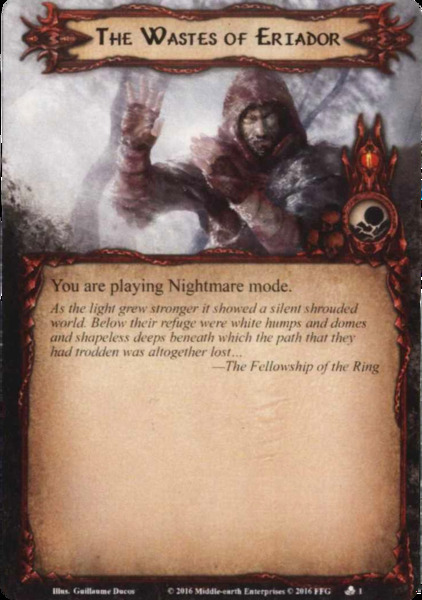 THE WASTES OF ERIADOR
You are playing Nightmare mode.
As the light grew stronger it showed a silent shrouded
world. Below their refuge were white humps and domes
and shapeless deeps beneath which the path that they
had trodden was altogether lost…
—The Fellowship of the Ring
Illus. Guillaume Ducos © 2016 Middle-earth Enterprises © 2016 FFG 1